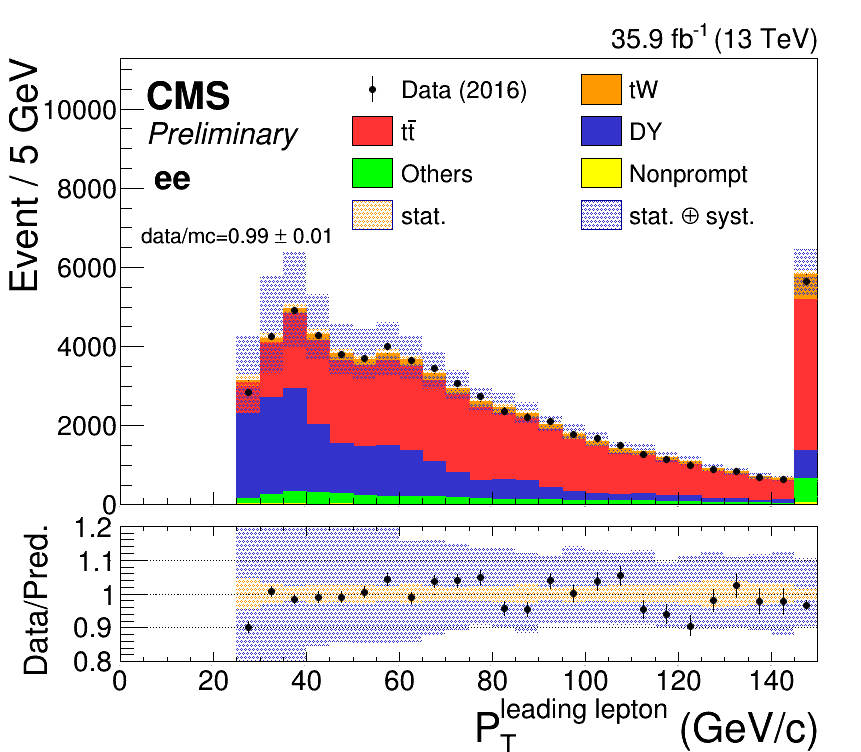 35.9 fb⁻¹ (13 TeV)
CMS
Preliminary
ee
data/mc=0.99 ± 0.01
Data (2016)
tW
tt̄
DY
Others
Nonprompt
stat.
stat. ⊕ syst.
Event / 5 GeV
10000
8000
6000
4000
2000
0
Data/Pred.
1.2
1.1
1
0.9
0.8
0 20 40 60 80 100 120 140
P_T^leading lepton (GeV/c)